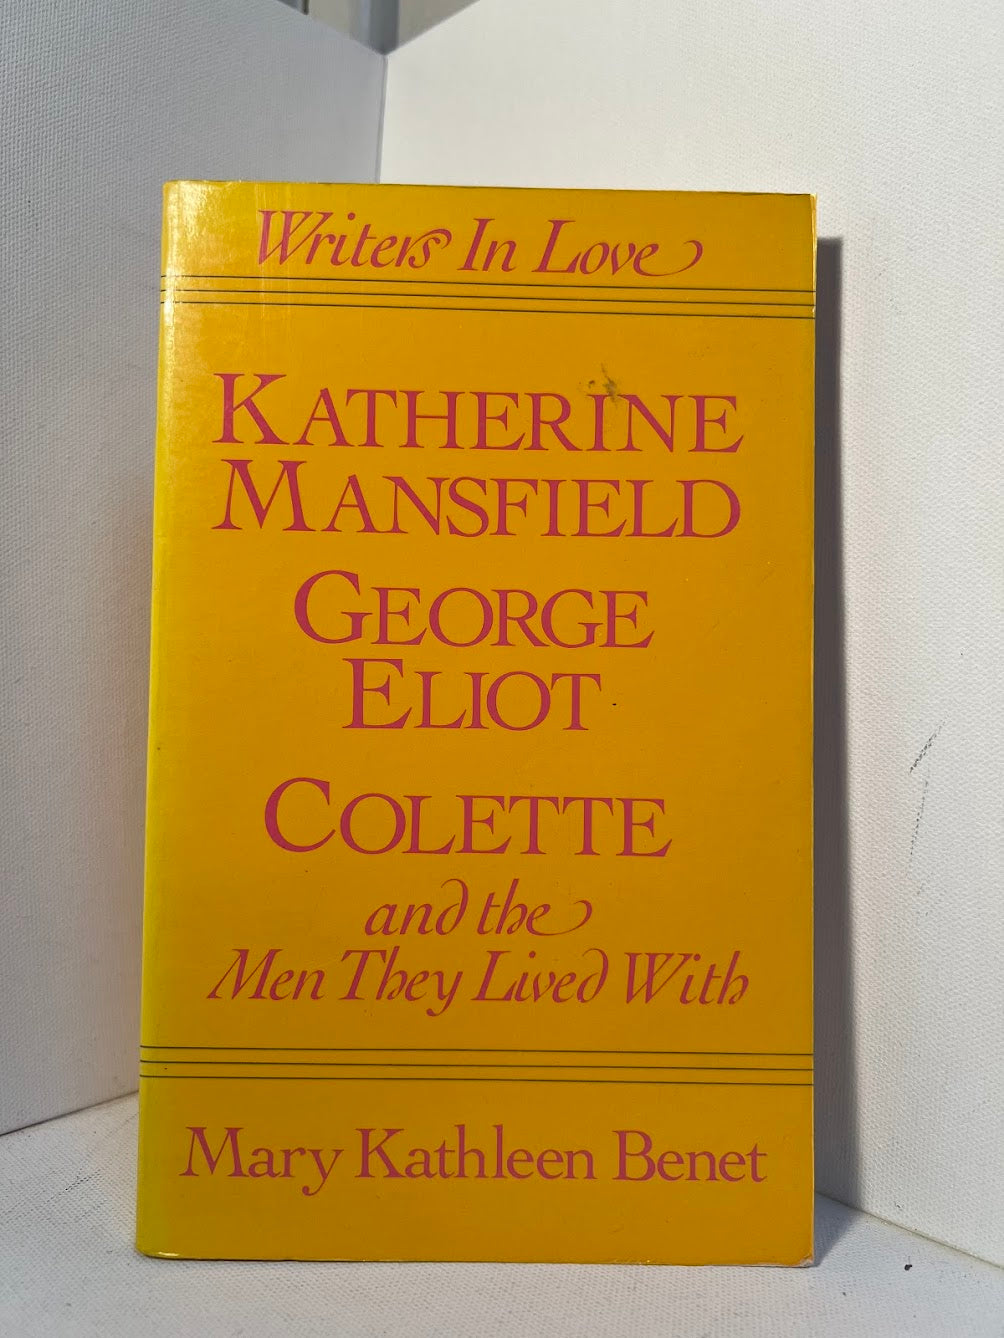 Writers In Love
KATHERINE
MANSFIELD
GEORGE
ELIOT
COLETTE
and the
Men They Lived With
Mary Kathleen Benet